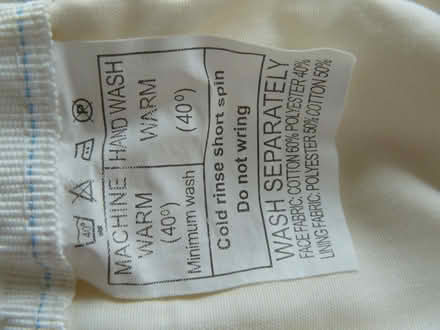 40°
MACHINE
WARM
(40°)
Minimum wash
HAND WASH
WARM
(40°)
Cold rinse short spin
Do not wring
WASH SEPARATELY
FACE FABRIC: COTTON 60% POLYESTER 40%
LINING FABRIC: POLYESTER 50% COTTON 50%